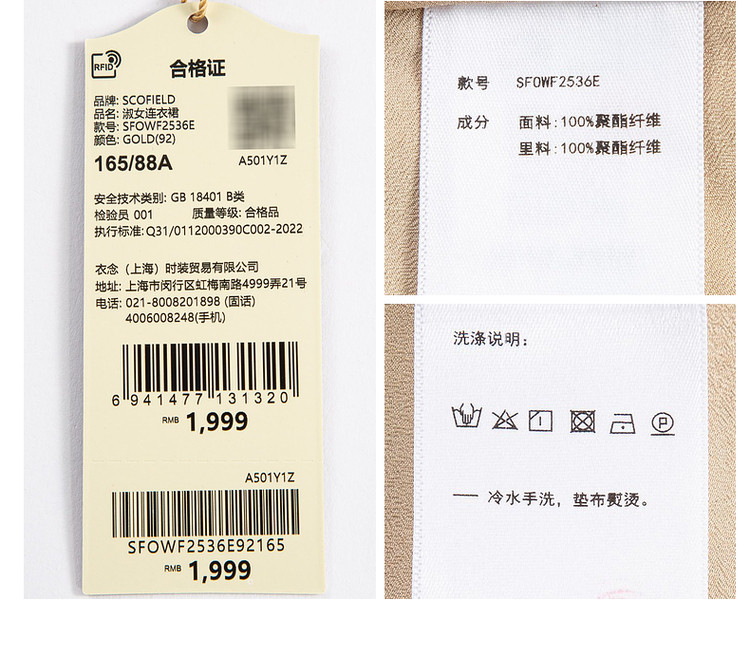 RFID
合格证
品牌: SCOFIELD
品名: 淑女连衣裙
款号: SFOWF2536E
颜色: GOLD(92)
165/88A
A501Y1Z
安全技术类别: GB 18401 B类
检验员 001 质量等级: 合格品
执行标准: Q31/0112000390C002-2022
衣念（上海）时装贸易有限公司
地址: 上海市闵行区虹梅南路4999弄21号
电话: 021-8008201898 (固话)
4006008248(手机)
6 941477 131320
RMB 1,999
A501Y1Z
SFOWF2536E92165
RMB 1,999
款号 SFOWF2536E
成分 面料:100%聚酯纤维
里料:100%聚酯纤维
洗涤说明:
P
一 冷水手洗，垫布熨烫。